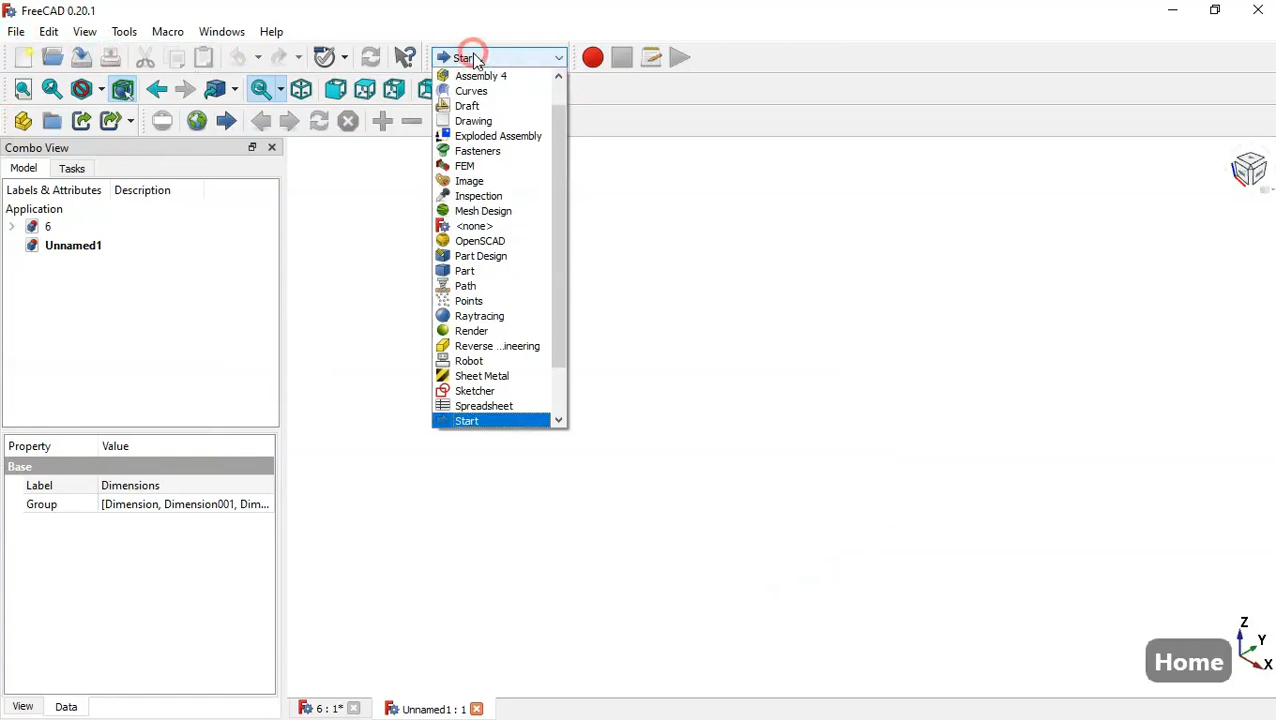 FreeCAD 0.20.1
File Edit View Tools Macro Windows Help
Start
Assembly 4
Curves
Draft
Drawing
Exploded Assembly
Fasteners
FEM
Image
Inspection
Mesh Design
<none>
OpenSCAD
Part Design
Part
Path
Points
Raytracing
Render
Reverse ...ineering
Robot
Sheet Metal
Sketcher
Spreadsheet
Start
Combo View
Model Tasks
Labels & Attributes Description
Application
6
Unnamed1
Property Value
Base
Label Dimensions
Group [Dimension, Dimension001, Dim...
View Data
6 : 1* Unnamed1 : 1
Home
Z
Y
X